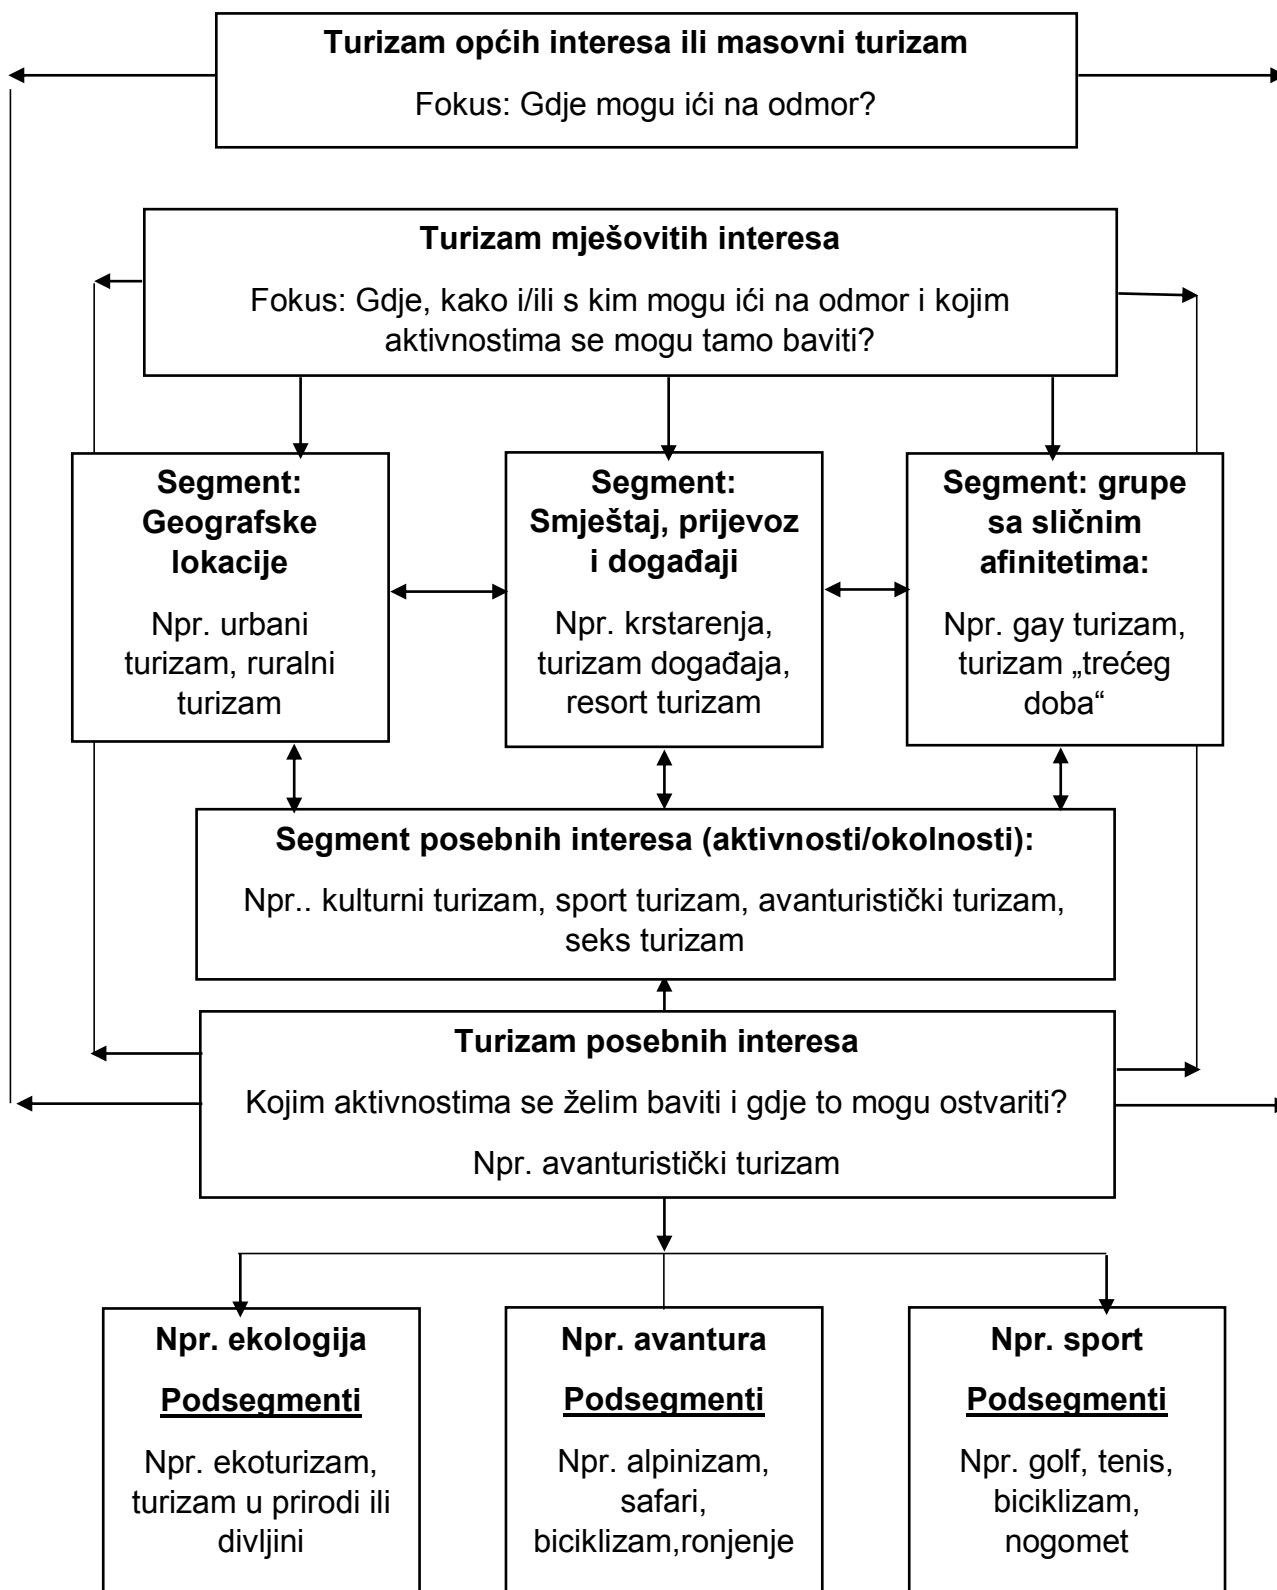 Turizam općih interesa ili masovni turizam
Fokus: Gdje mogu ići na odmor?
Turizam mješovitih interesa
Fokus: Gdje, kako i/ili s kim mogu ići na odmor i kojim
aktivnostima se mogu tamo baviti?
Segment:
Geografske
lokacije
Npr. urbani
turizam, ruralni
turizam
Segment:
Smještaj, prijevoz
i događaji
Npr. krstarenja,
turizam događaja,
resort turizam
Segment: grupe
sa sličnim
afinitetima:
Npr. gay turizam,
turizam „trećeg
doba“
Segment posebnih interesa (aktivnosti/okolnosti):
Npr.. kulturni turizam, sport turizam, avanturistički turizam,
seks turizam
Turizam posebnih interesa
Kojim aktivnostima se želim baviti i gdje to mogu ostvariti?
Npr. avanturistički turizam
Npr. ekologija
Podsegmenti
Npr. ekoturizam,
turizam u prirodi ili
divljini
Npr. avantura
Podsegmenti
Npr. alpinizam,
safari,
biciklizam,ronjenje
Npr. sport
Podsegmenti
Npr. golf, tenis,
biciklizam,
nogomet